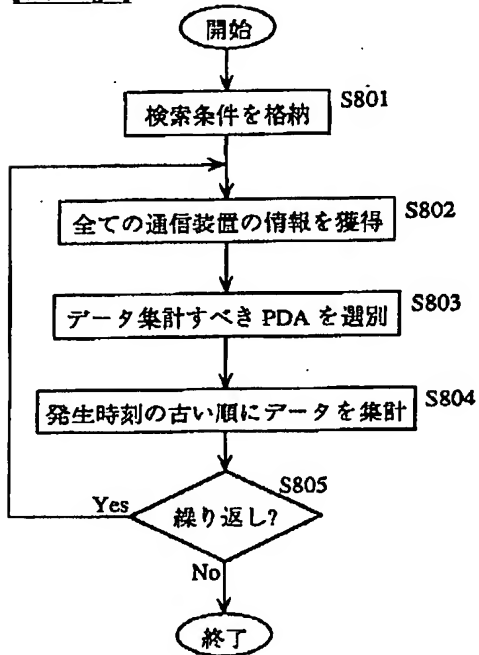 開始
検索条件を格納 S801
全ての通信装置の情報を獲得 S802
データ集計すべき PDA を選別 S803
発生時刻の古い順にデータを集計 S804
S805
繰り返し?
Yes
No
終了